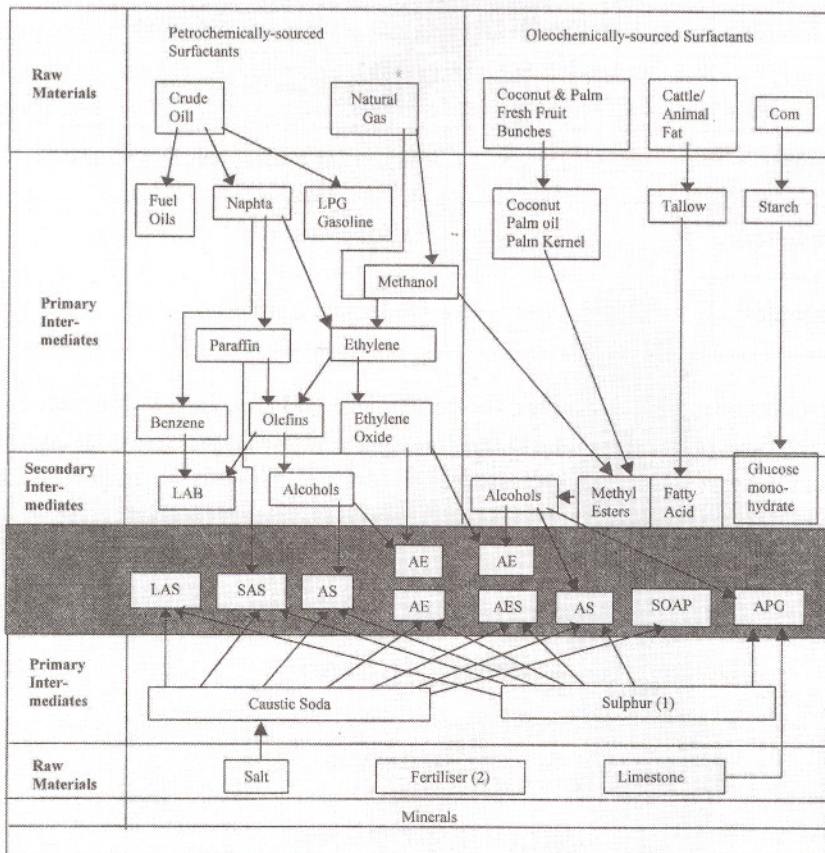 Petrochemically-sourced
Surfactants
Oleochemically-sourced Surfactants
Raw
Materials
Crude
Oill
Natural
Gas
Coconut & Palm
Fresh Fruit
Bunches
Cattle/
Animal
Fat
Com
Fuel
Oils
Naphta
LPG
Gasoline
Coconut
Palm oil
Palm Kernel
Tallow
Starch
Methanol
Primary
Inter-
mediates
Paraffin
Ethylene
Benzene
Olefins
Ethylene
Oxide
Secondary
Inter-
mediates
LAB
Alcohols
Alcohols
Methyl
Esters
Fatty
Acid
Glucose
mono-
hydrate
AE
AE
LAS
SAS
AS
AE
AES
AS
SOAP
APG
Primary
Inter-
mediates
Caustic Soda
Sulphur (1)
Raw
Materials
Salt
Fertiliser (2)
Limestone
Minerals